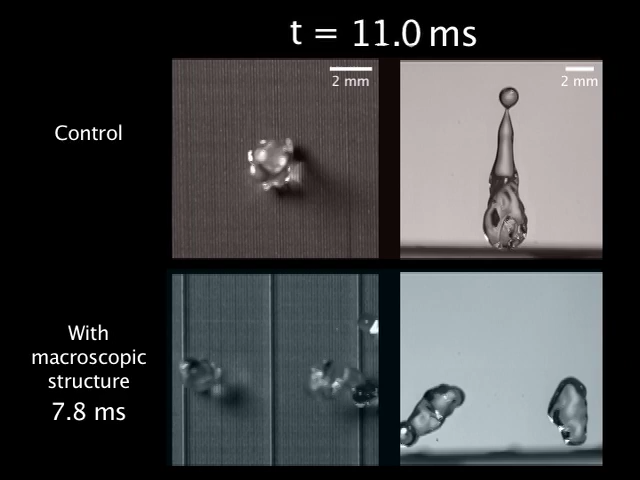 t = 11.0 ms
2 mm
2 mm
Control
With
macroscopic
structure
7.8 ms